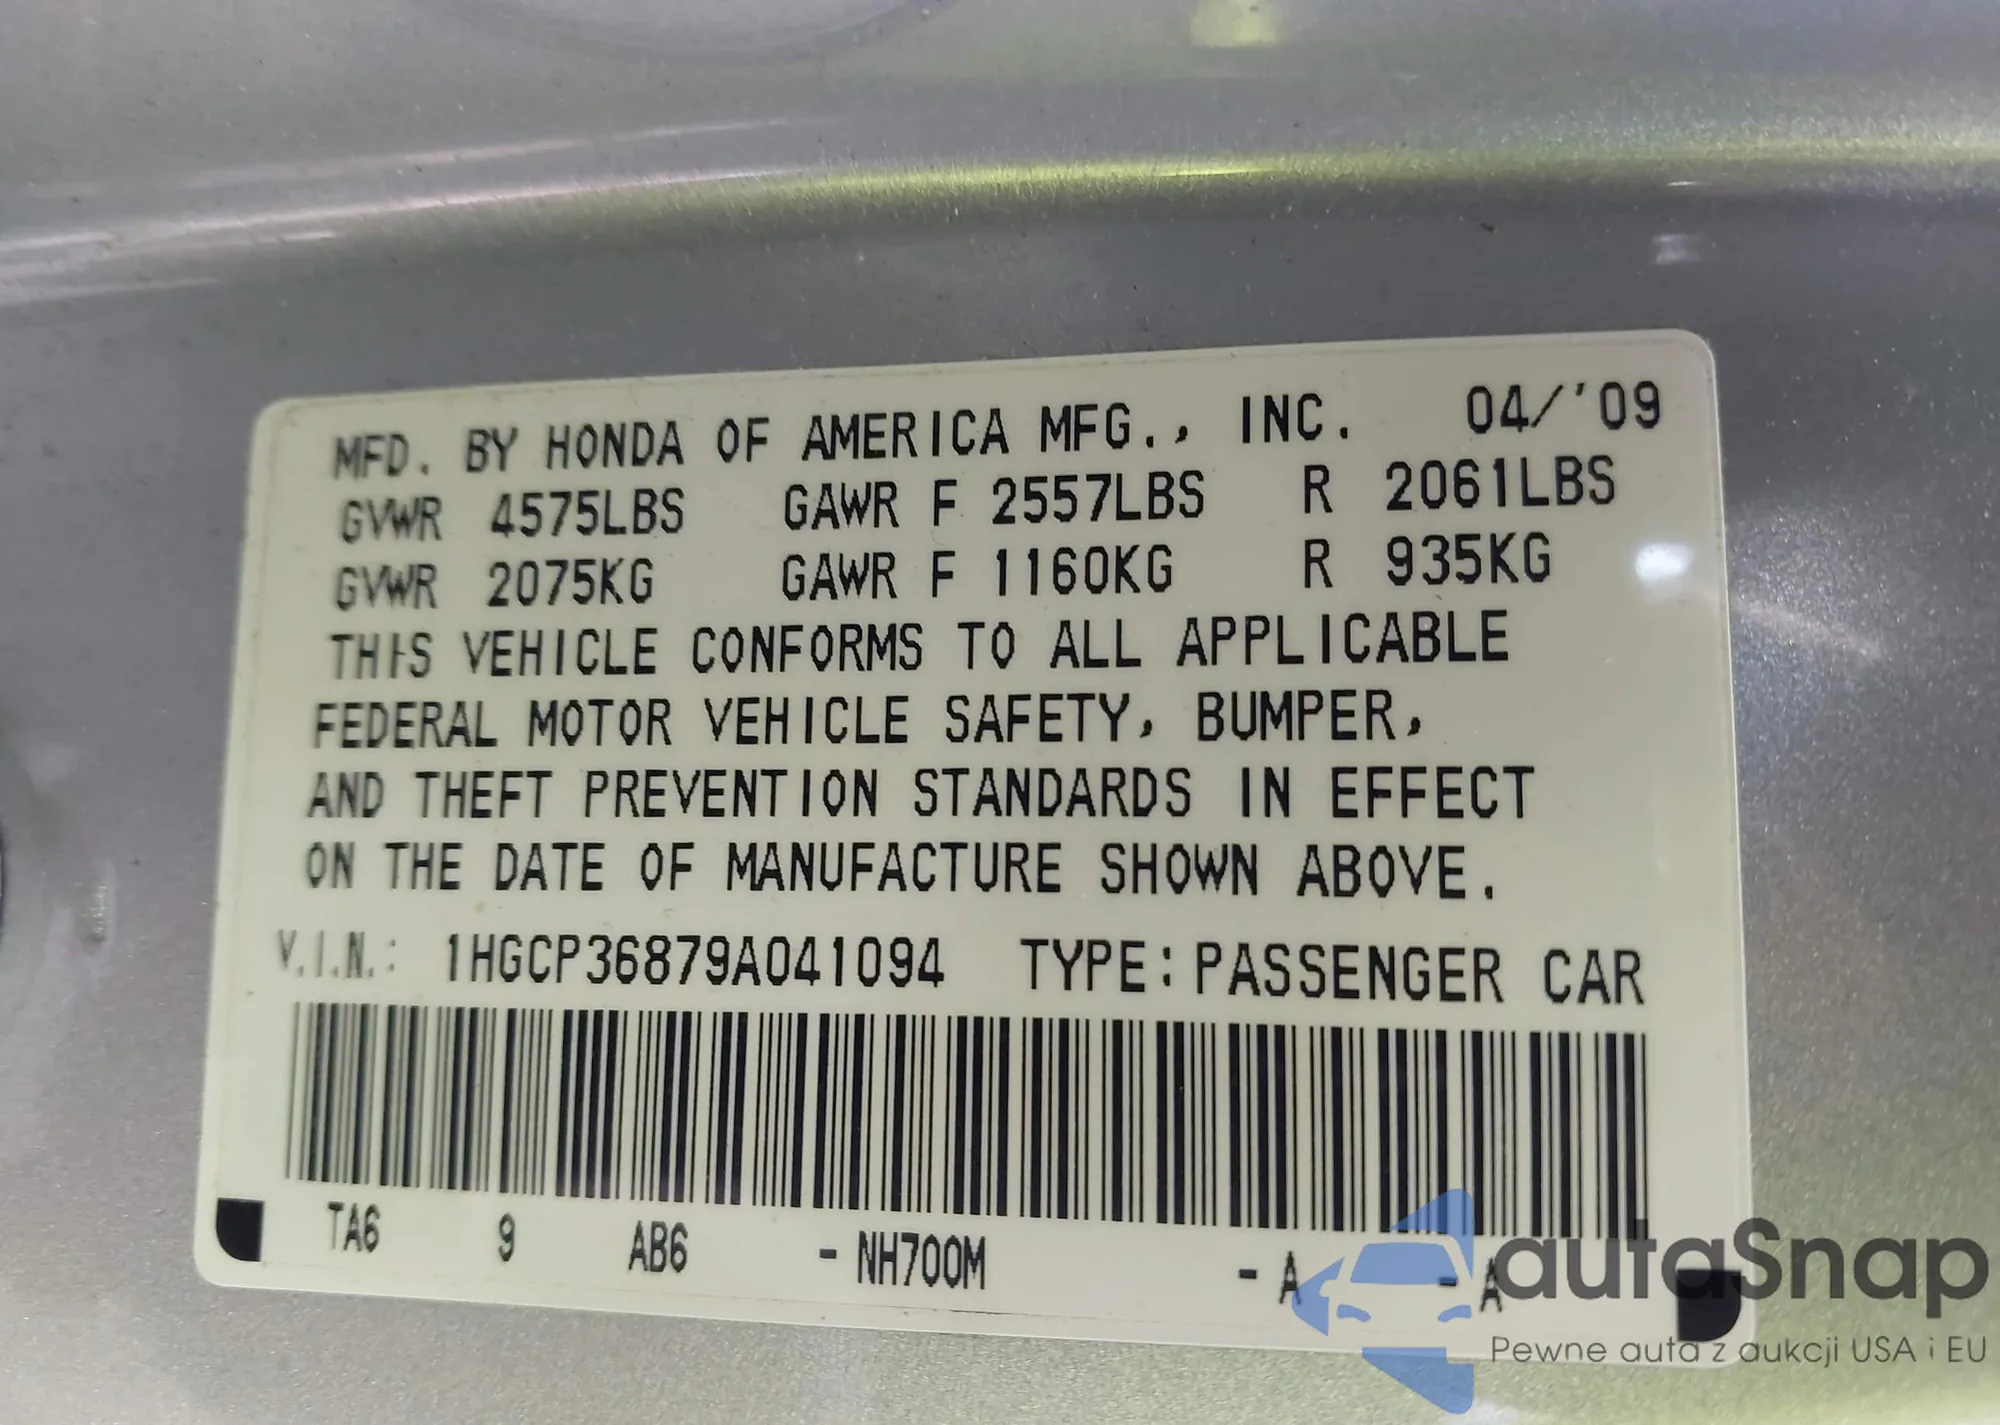 MFD. BY HONDA OF AMERICA MFG., INC. 04/'09
GVWR 4575LBS GAWR F 2557LBS R 2061LBS
GVWR 2075KG GAWR F 1160KG R 935KG
THIS VEHICLE CONFORMS TO ALL APPLICABLE
FEDERAL MOTOR VEHICLE SAFETY, BUMPER,
AND THEFT PREVENTION STANDARDS IN EFFECT
ON THE DATE OF MANUFACTURE SHOWN ABOVE.
V.I.N.: 1HGCP36879A041094 TYPE: PASSENGER CAR
TA6 9 AB6 - NH700M - A - A
autaSnap
Pewne auta z aukcji USA i EU